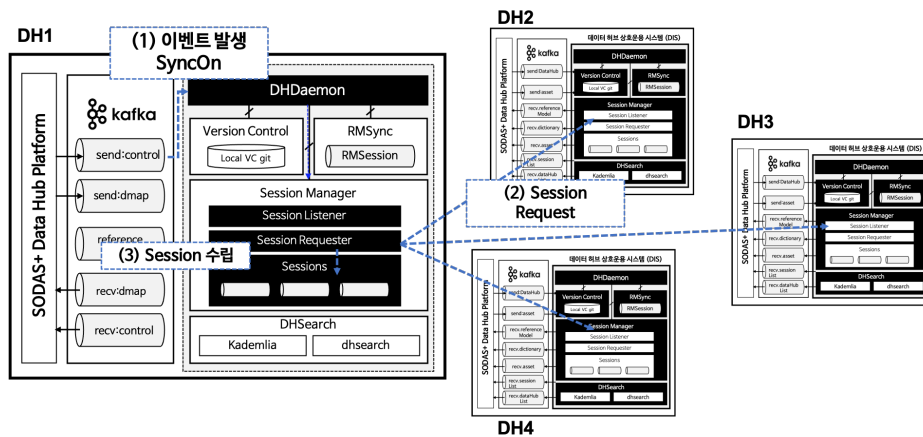 DH1
(1) 이벤트 발생
SyncOn
SODAS+ Data Hub Platform
kafka
send:control
send:dmap
reference
recv:dmap
recv:control
DHDaemon
Version Control
Local VC git
RMSync
RMSession
Session Manager
Session Listener
Session Requester
(3) Session 수립
Sessions
DHSearch
Kademlia
dhsearch
(2) Session
Request
DH2
데이터 허브 상호운용 시스템 (DIS)
SODAS+ Data Hub Platform
kafka
send:DataHub
send:asset
recv.reference
Model
recv.dictionary
recv.asset
recv.session
List
recv.dataHub
List
DHDaemon
Version Control
Local VC git
RMSync
RMSession
Session Manager
Session Listener
Session Requester
Sessions
DHSearch
Kademlia
dhsearch
DH3
데이터 허브 상호운용 시스템 (DIS)
SODAS+ Data Hub Platform
kafka
send:DataHub
send:asset
recv.reference
Model
recv.dictionary
recv.asset
recv.session
List
recv.dataHub
List
DHDaemon
Version Control
Local VC git
RMSync
RMSession
Session Manager
Session Listener
Session Requester
Sessions
DHSearch
Kademlia
dhsearch
데이터 허브 상호운용 시스템 (DIS)
SODAS+ Data Hub Platform
kafka
send:DataHub
send:asset
recv.reference
Model
recv.dictionary
recv.asset
recv.session
List
recv.dataHub
List
DHDaemon
Version Control
Local VC git
RMSync
RMSession
Session Manager
Session Listener
Session Requester
Sessions
DHSearch
Kademlia
dhsearch
DH4